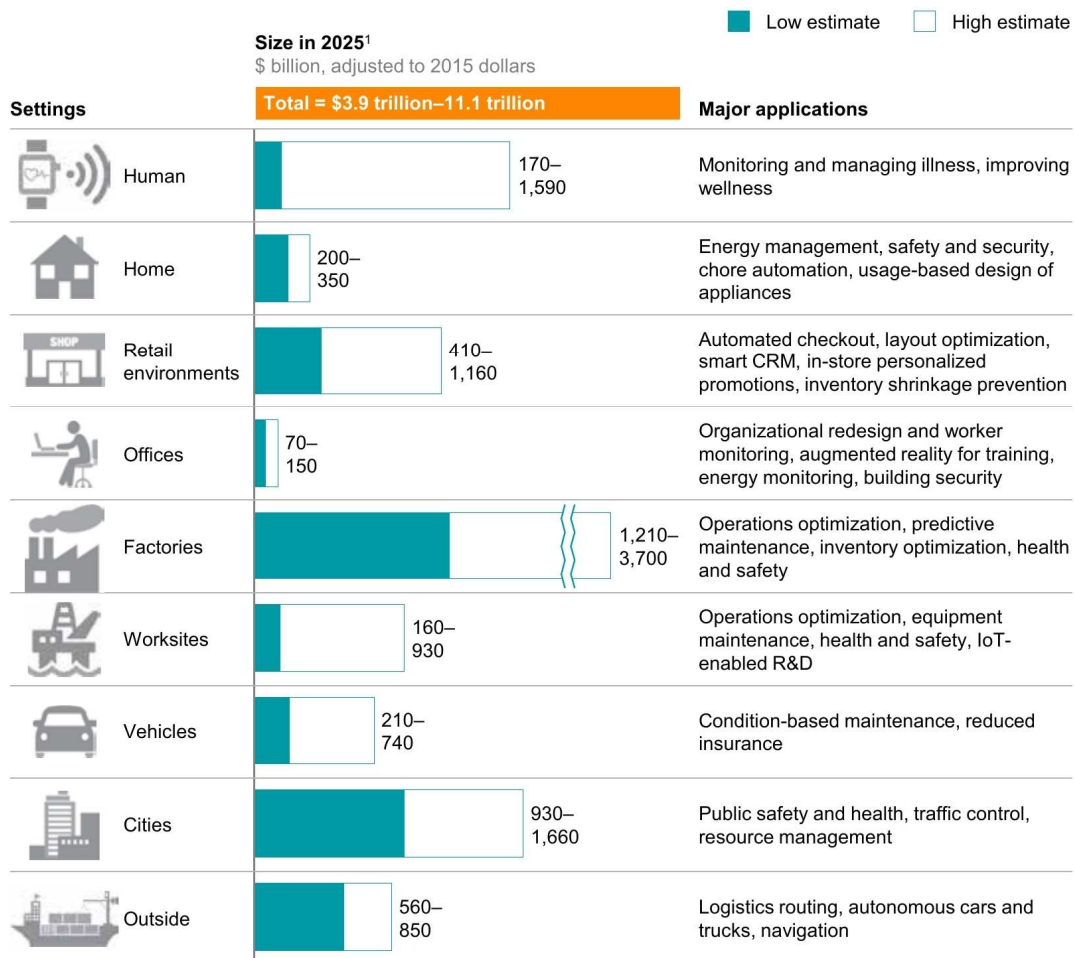 Low estimate
High estimate
Size in 2025¹
$ billion, adjusted to 2015 dollars
Settings
Total = $3.9 trillion–11.1 trillion
Major applications
Human
170–
1,590
Monitoring and managing illness, improving
wellness
Home
200–
350
Energy management, safety and security,
chore automation, usage-based design of
appliances
SHOP
Retail
environments
410–
1,160
Automated checkout, layout optimization,
smart CRM, in-store personalized
promotions, inventory shrinkage prevention
Offices
70–
150
Organizational redesign and worker
monitoring, augmented reality for training,
energy monitoring, building security
Factories
1,210–
3,700
Operations optimization, predictive
maintenance, inventory optimization, health
and safety
Worksites
160–
930
Operations optimization, equipment
maintenance, health and safety, IoT-
enabled R&D
Vehicles
210–
740
Condition-based maintenance, reduced
insurance
Cities
930–
1,660
Public safety and health, traffic control,
resource management
Outside
560–
850
Logistics routing, autonomous cars and
trucks, navigation